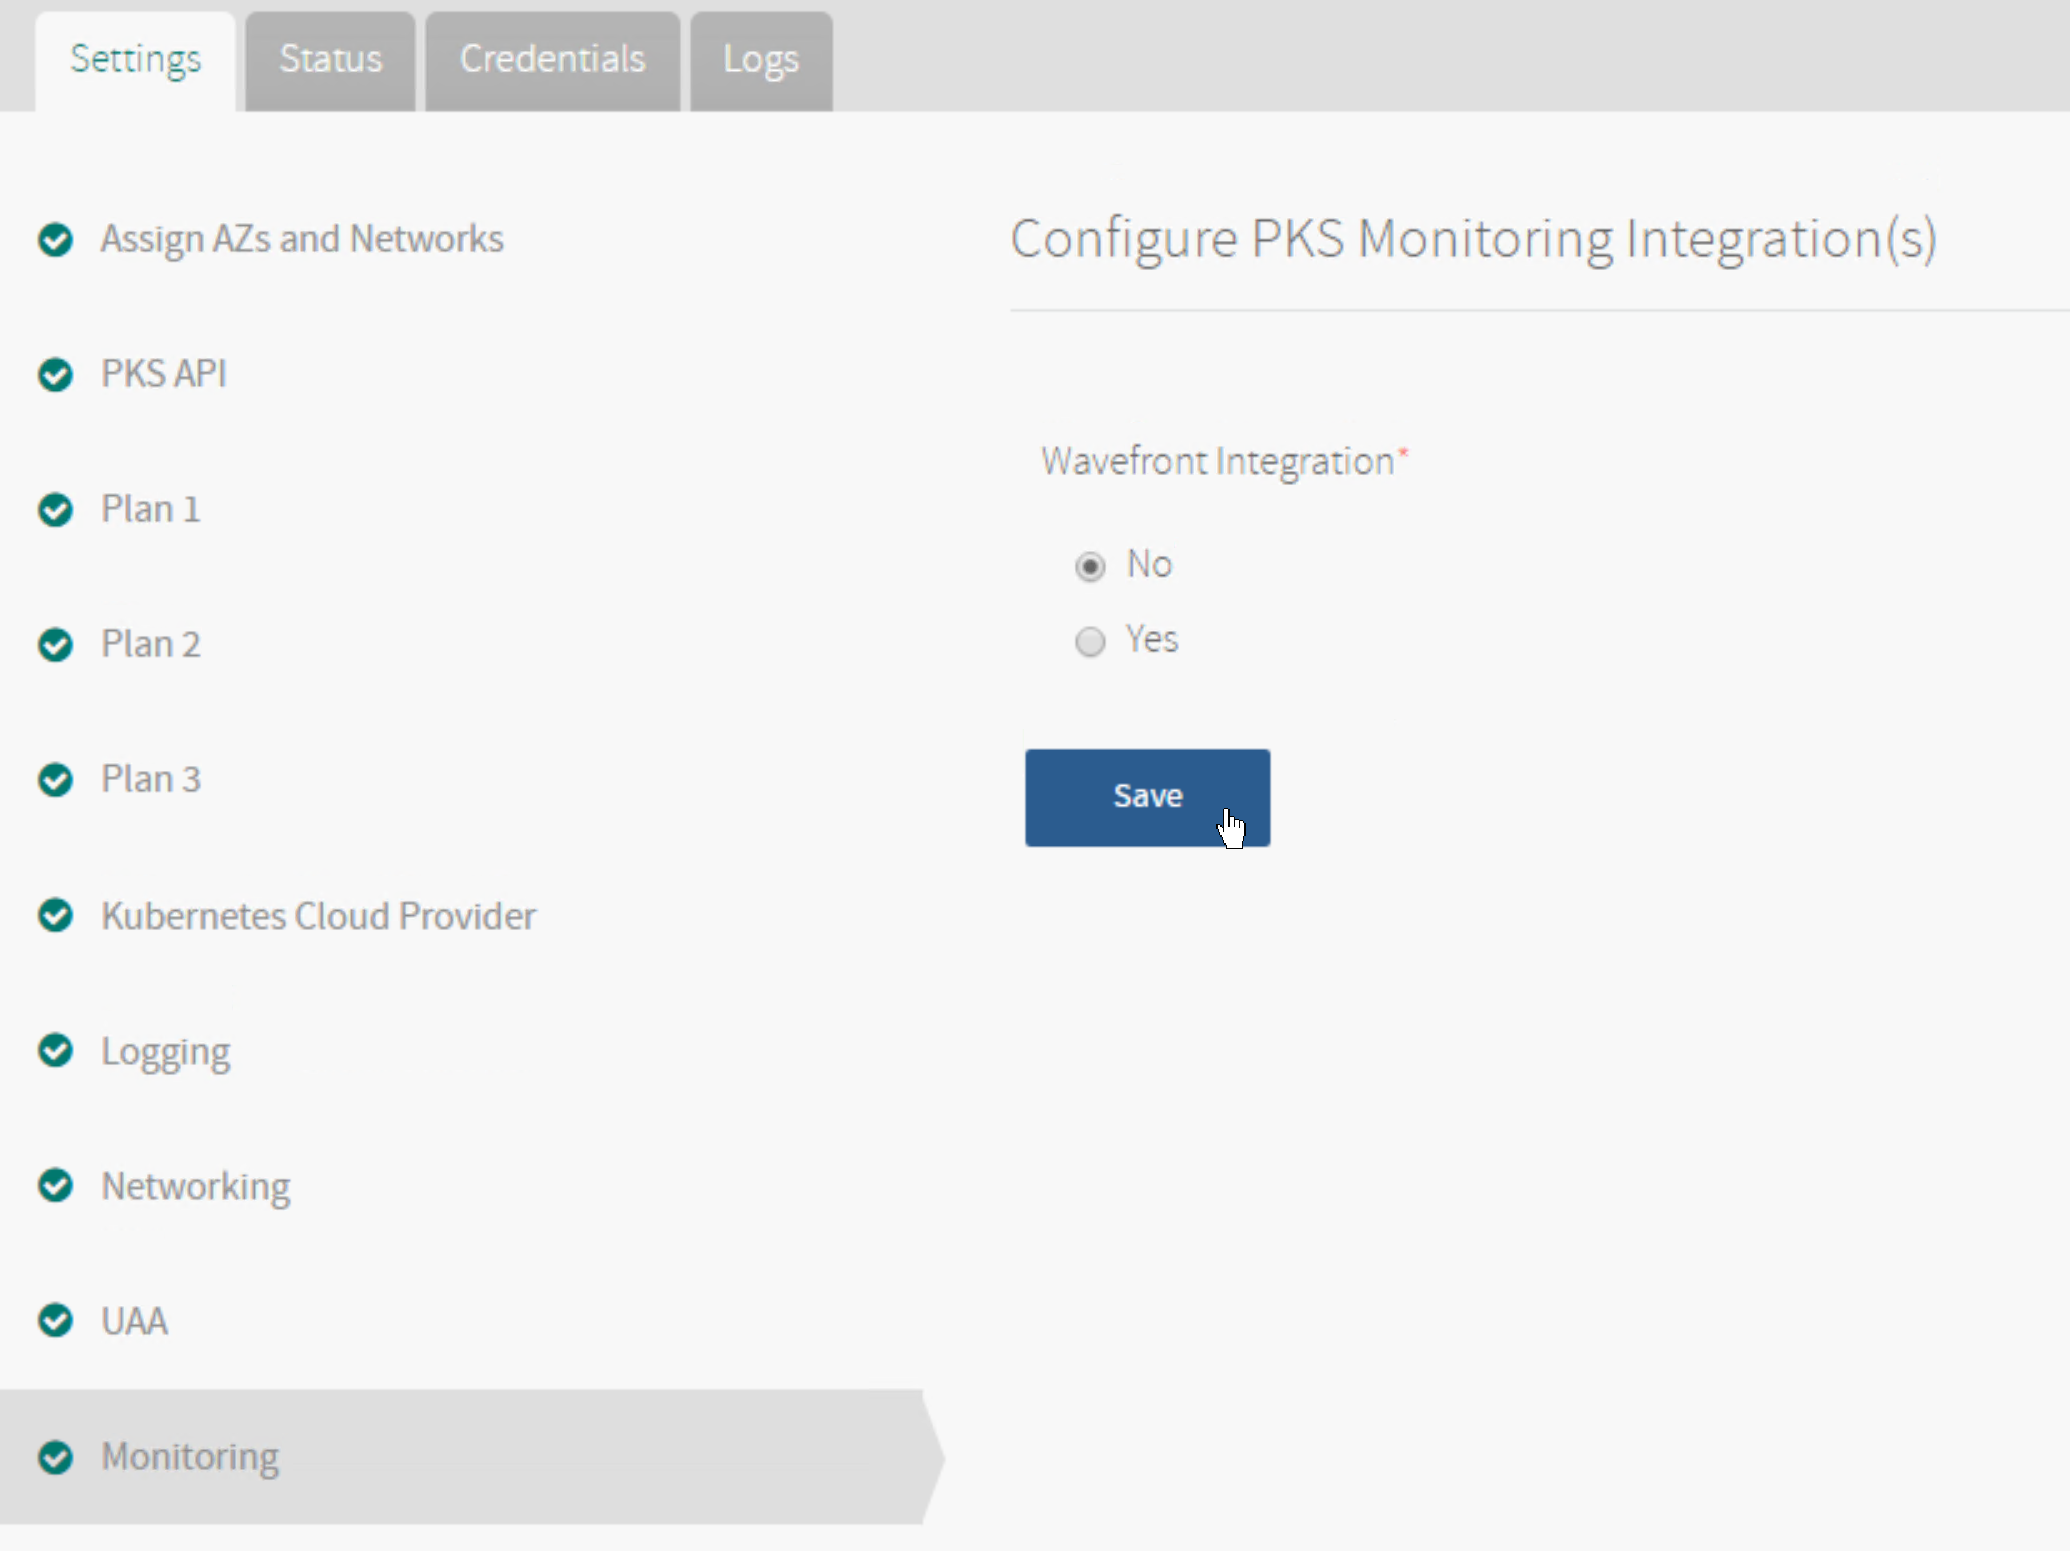 Settings
Status
Credentials
Logs
Assign AZs and Networks
PKS API
Plan 1
Plan 2
Plan 3
Kubernetes Cloud Provider
Logging
Networking
UAA
Monitoring
Configure PKS Monitoring Integration(s)
Wavefront Integration*
No
Yes
Save